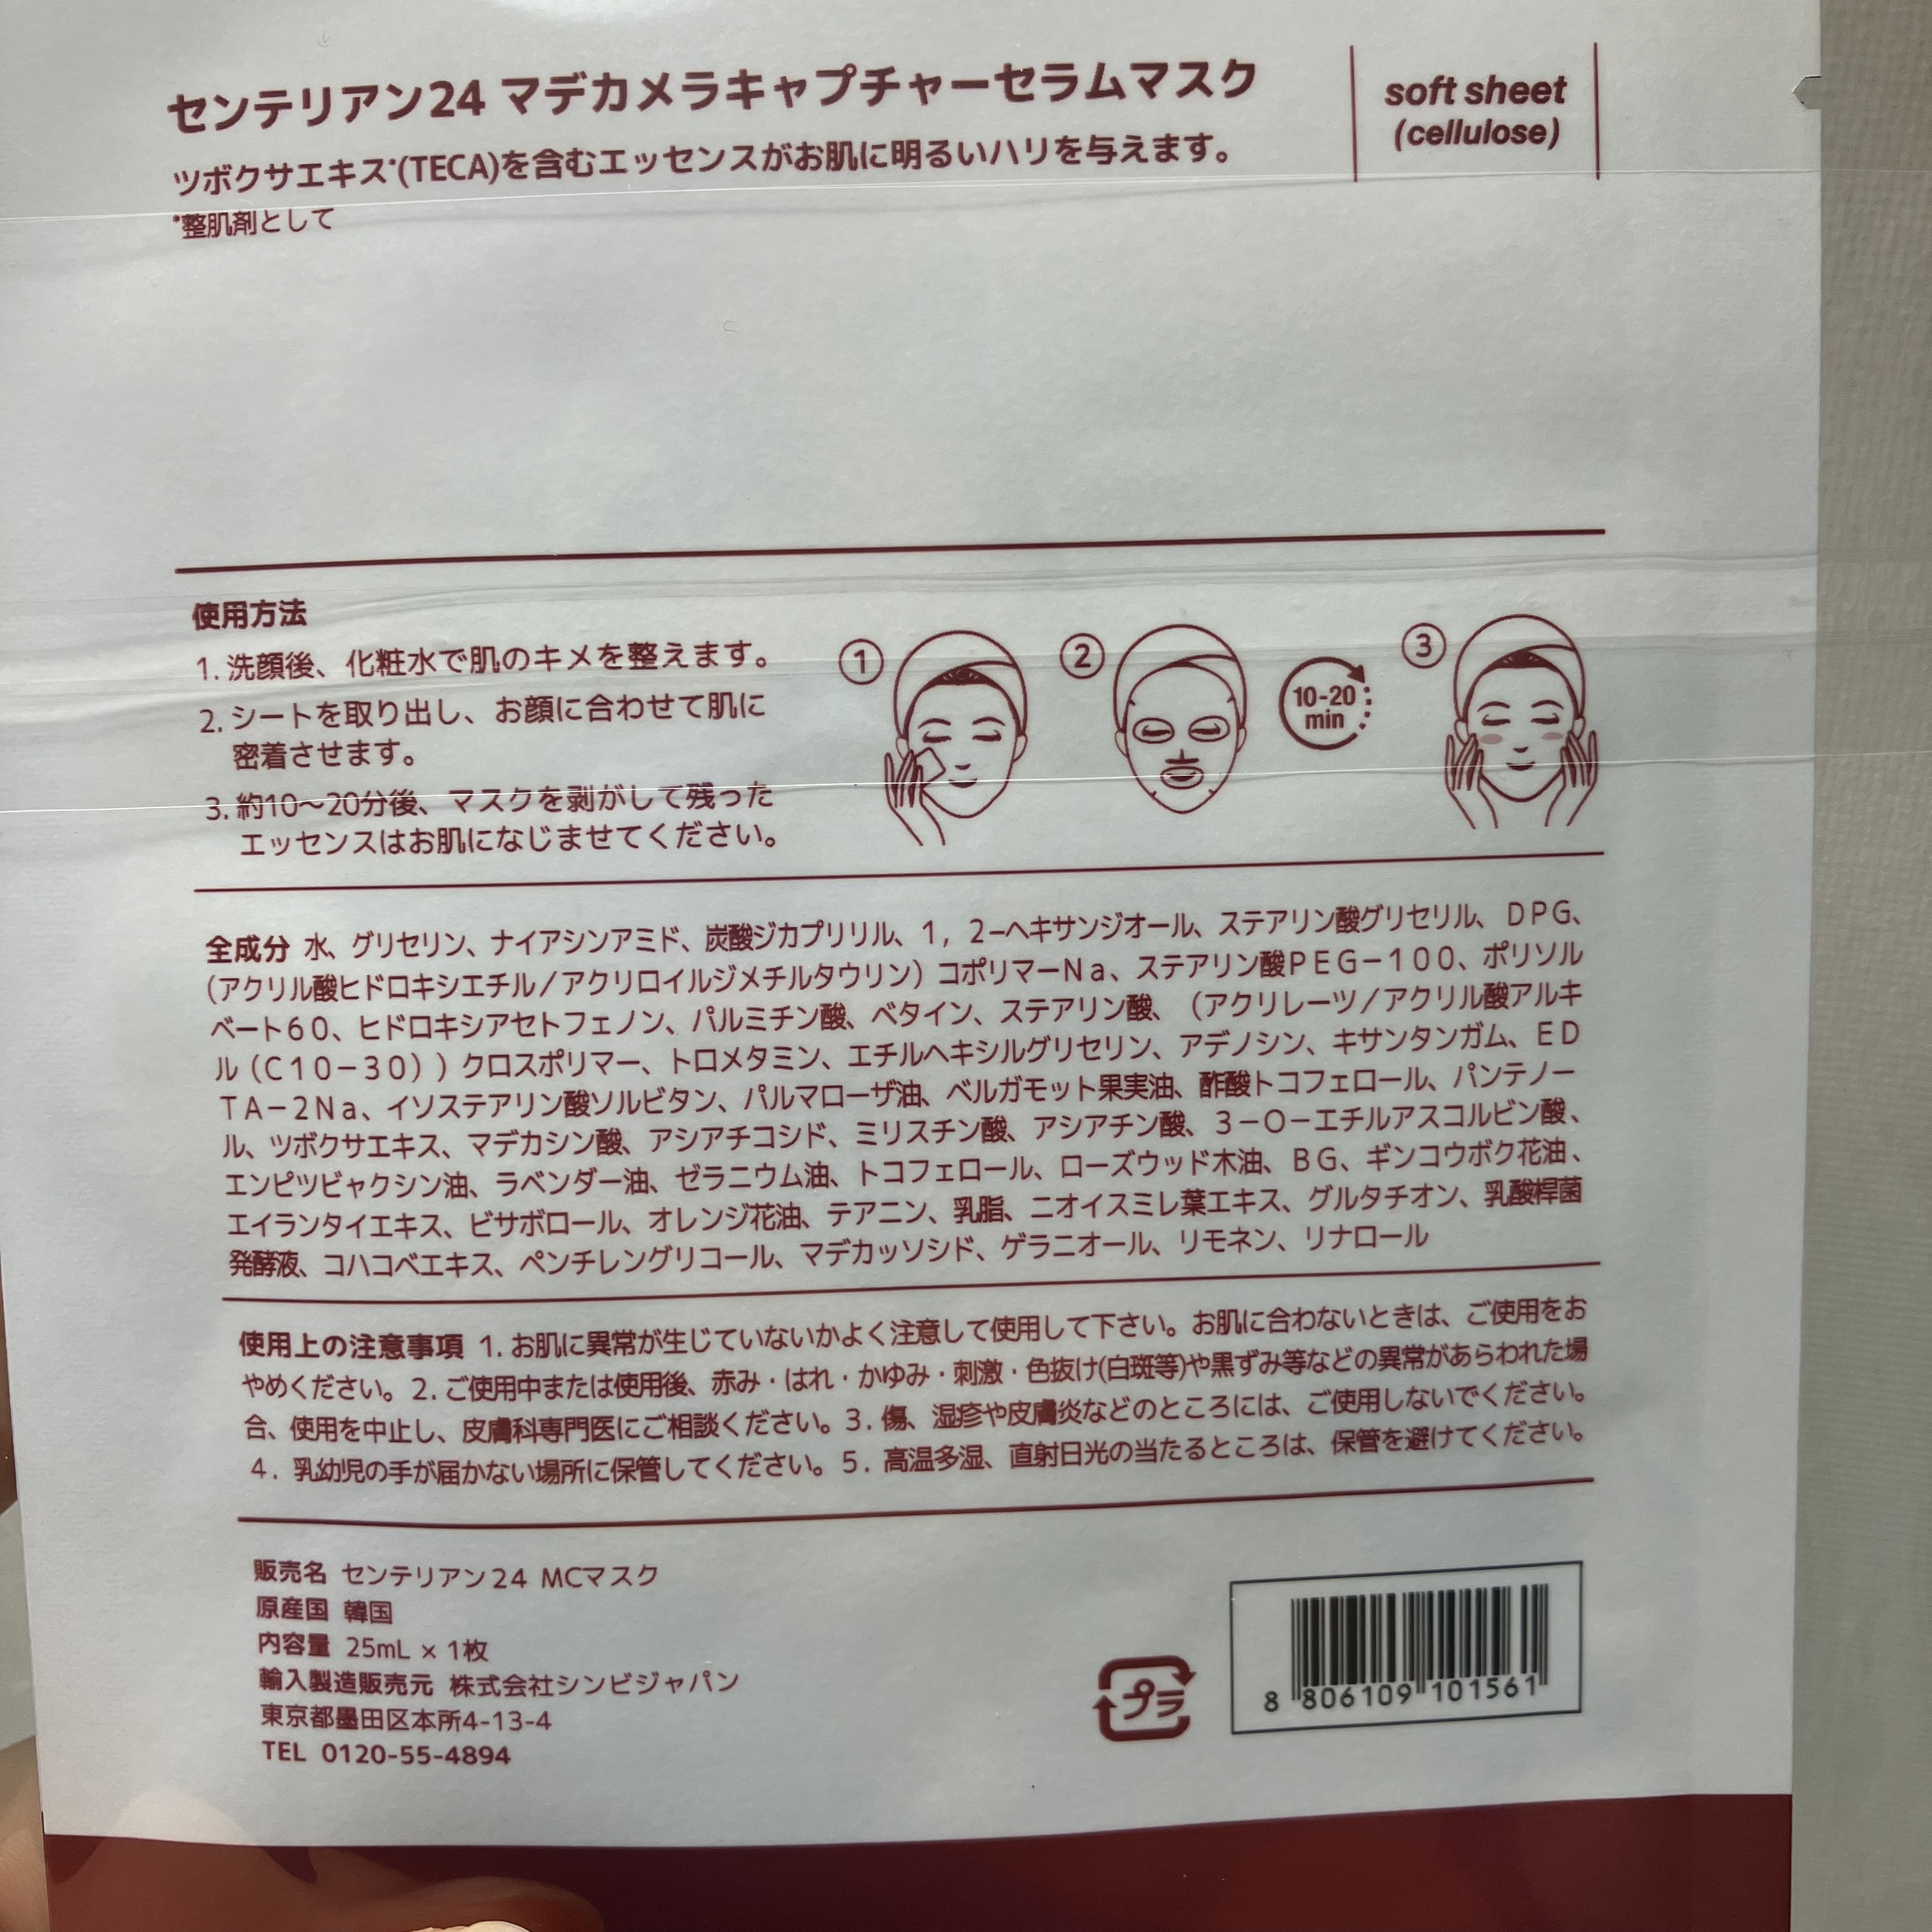 センテリアン24 マデカメラキャプチャーセラムマスク
ツボクサエキス*(TECA)を含むエッセンスがお肌に明るいハリを与えます。
*整肌剤として
soft sheet
(cellulose)
使用方法
1. 洗顔後、化粧水で肌のキメを整えます。
2. シートを取り出し、お顔に合わせて肌に
密着させます。
3. 約10～20分後、マスクを剥がして残った
エッセンスはお肌になじませてください。
1
2
10-20
min
3
全成分 水、グリセリン、ナイアシンアミド、炭酸ジカプリリル、1，2－ヘキサンジオール、ステアリン酸グリセリル、DPG、
（アクリル酸ヒドロキシエチル／アクリロイルジメチルタウリン）コポリマーNa、ステアリン酸PEG－100、ポリソル
ベート60、ヒドロキシアセトフェノン、パルミチン酸、ベタイン、ステアリン酸、（アクリレーツ／アクリル酸アルキ
ル（C10－30））クロスポリマー、トロメタミン、エチルヘキシルグリセリン、アデノシン、キサンタンガム、ED
TA－2Na、イソステアリン酸ソルビタン、パルマローザ油、ベルガモット果実油、酢酸トコフェロール、パンテノー
ル、ツボクサエキス、マデカシン酸、アシアチコシド、ミリスチン酸、アシアチン酸、3－O－エチルアスコルビン酸、
エンピツビャクシン油、ラベンダー油、ゼラニウム油、トコフェロール、ローズウッド木油、BG、ギンコウボク花油、
エイランタイエキス、ビサボロール、オレンジ花油、テアニン、乳脂、ニオイスミレ葉エキス、グルタチオン、乳酸桿菌
発酵液、コハコベエキス、ペンチレングリコール、マデカッソシド、ゲラニオール、リモネン、リナロール
使用上の注意事項 1. お肌に異常が生じていないかよく注意して使用して下さい。お肌に合わないときは、ご使用をお
やめください。2. ご使用中または使用後、赤み・はれ・かゆみ・刺激・色抜け(白斑等)や黒ずみ等などの異常があらわれた場
合、使用を中止し、皮膚科専門医にご相談ください。3. 傷、湿疹や皮膚炎などのところには、ご使用しないでください。
4. 乳幼児の手が届かない場所に保管してください。5. 高温多湿、直射日光の当たるところは、保管を避けてください。
販売名 センテリアン24 MCマスク
原産国 韓国
内容量 25mL × 1枚
輸入製造販売元 株式会社シンビジャパン
東京都墨田区本所4-13-4
TEL 0120-55-4894
プラ
8 806109 101561